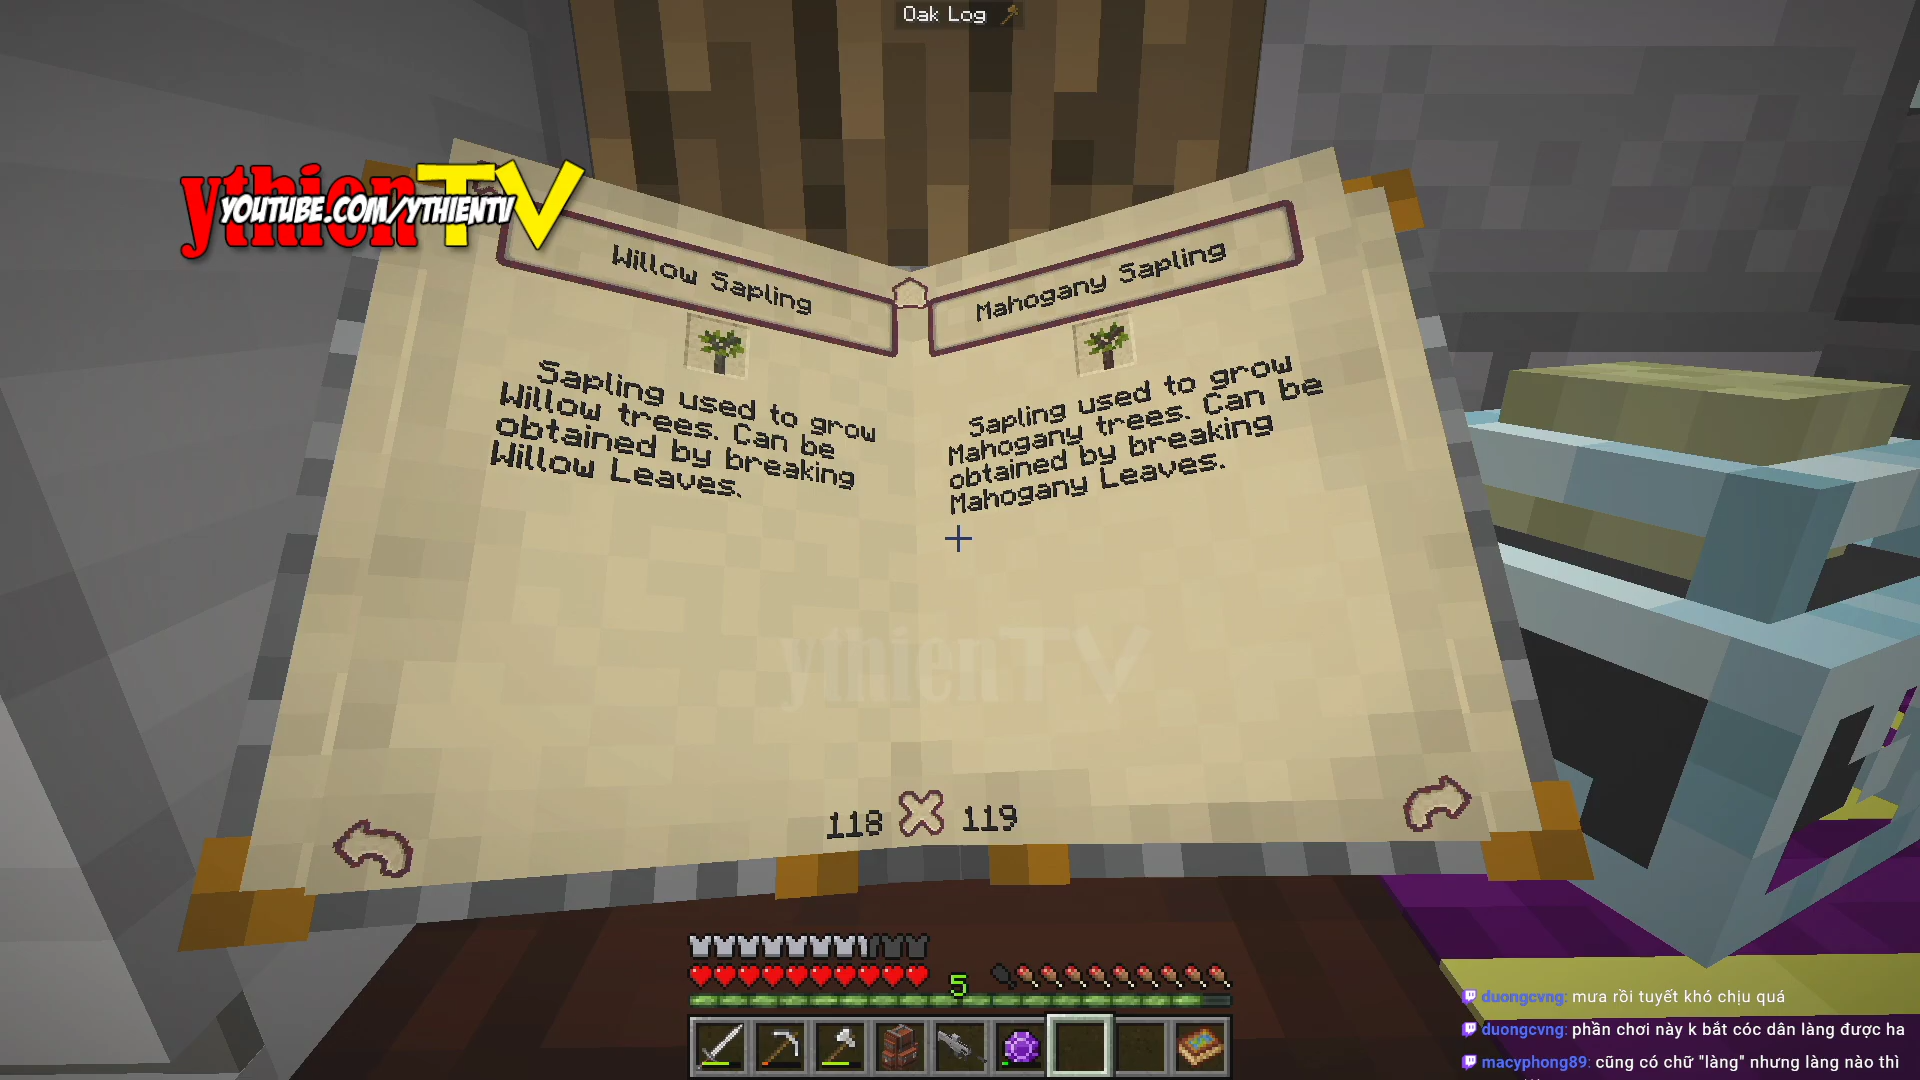 Oak Log
ythienTV
YOUTUBE.COM/YTHIENTV
Willow Sapling
Sapling used to grow
Willow trees. Can be
obtained by breaking
Willow Leaves.
Mahogany Sapling
Sapling used to grow
Mahogany trees. Can be
obtained by breaking
Mahogany Leaves.
ythienTV
118
119
5
duongcvng: mưa rồi tuyết khó chịu quá
duongcvng: phần chơi này k bắt cóc dân làng được ha
macyphong89: cũng có chữ "làng" nhưng làng nào thì